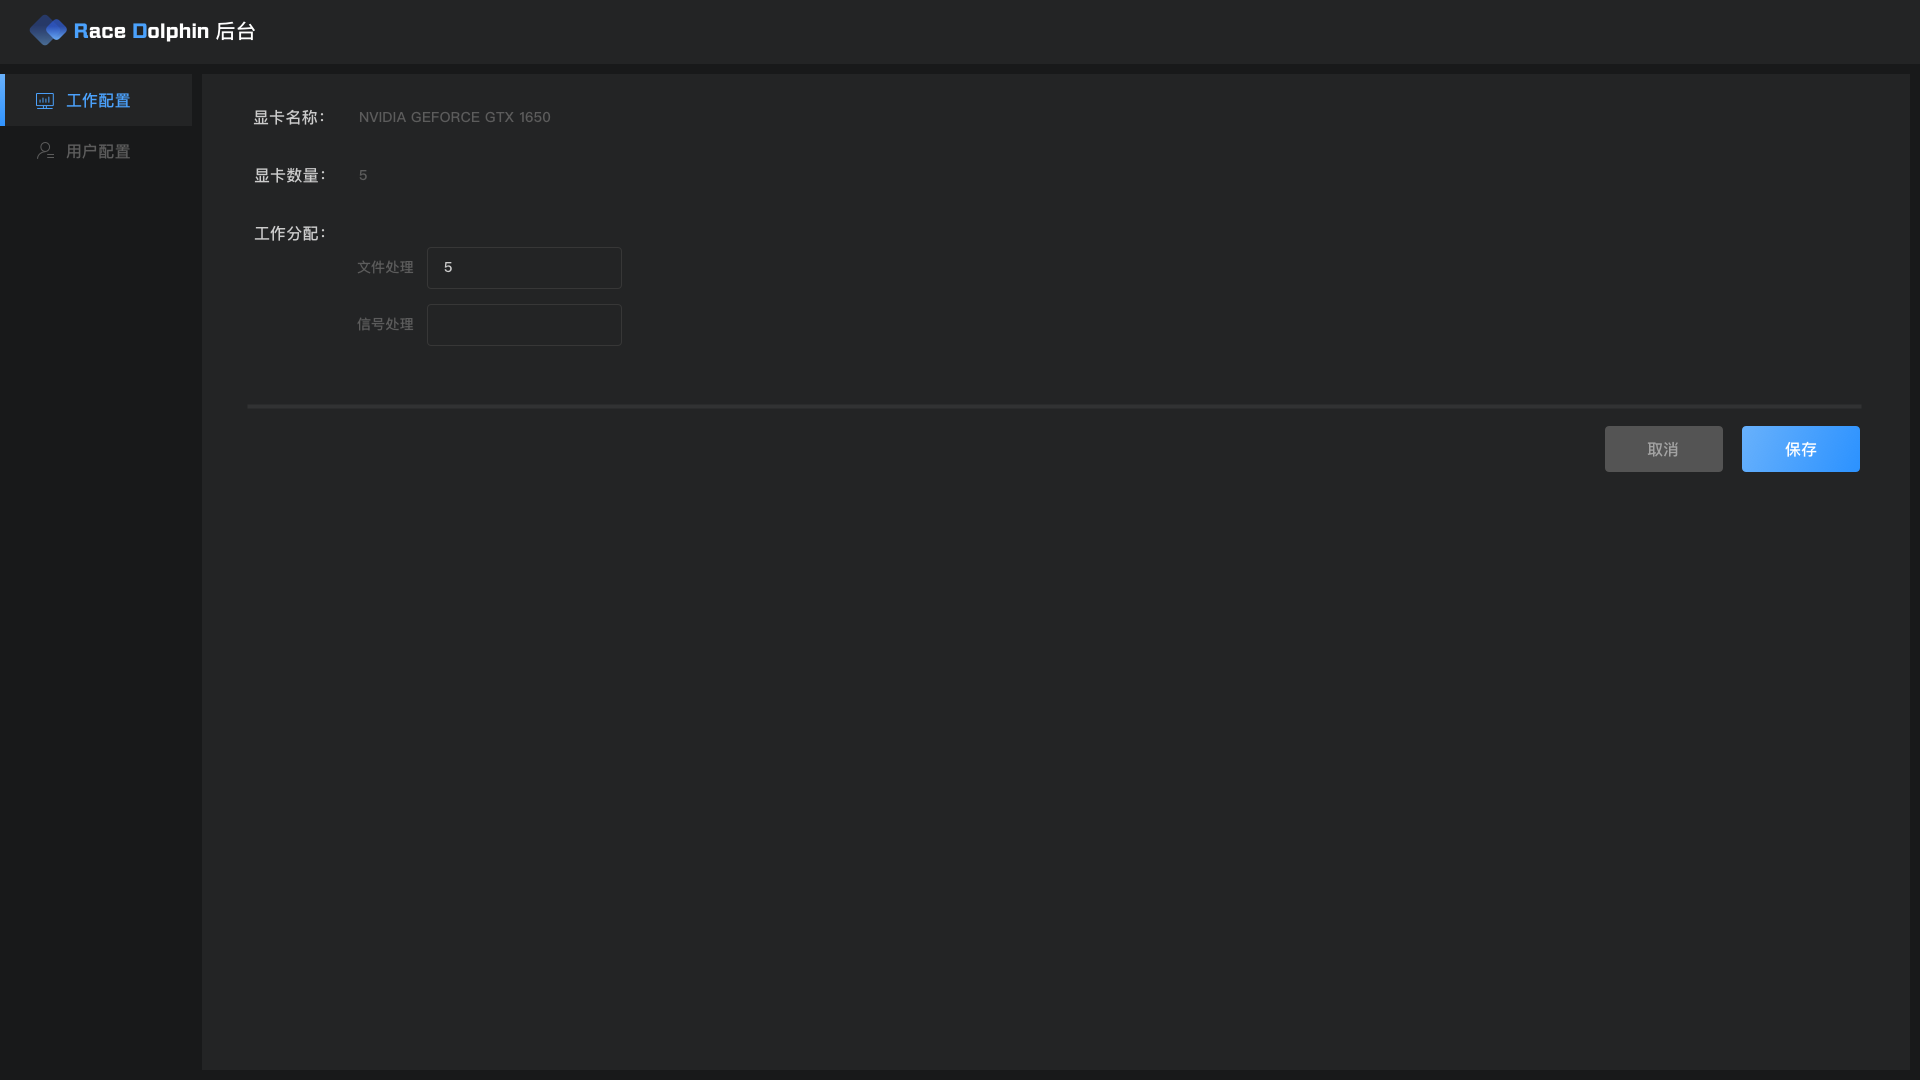 Race Dolphin 后台
工作配置
用户配置
显卡名称：
NVIDIA GEFORCE GTX 1650
显卡数量：
5
工作分配：
文件处理
5
信号处理
取消
保存